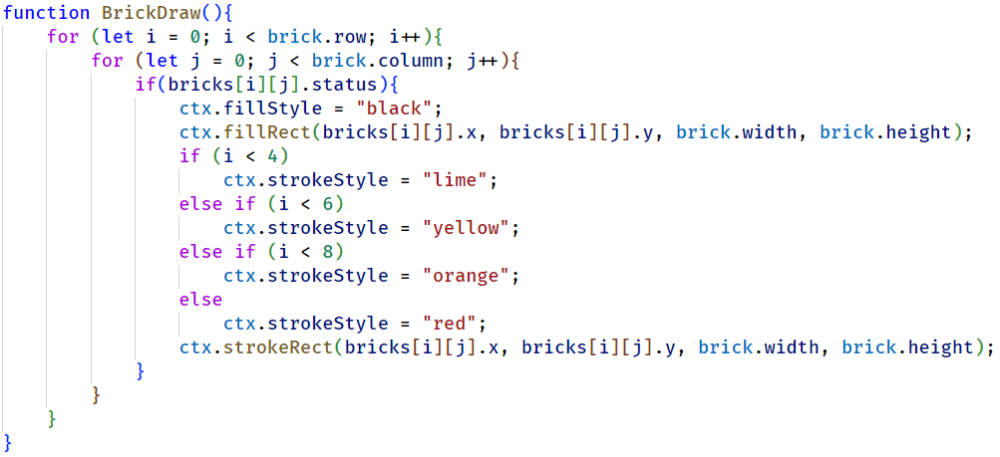 function BrickDraw(){
    for (let i = 0; i < brick.row; i++){
        for (let j = 0; j < brick.column; j++){
            if(bricks[i][j].status){
                ctx.fillStyle = "black";
                ctx.fillRect(bricks[i][j].x, bricks[i][j].y, brick.width, brick.height);
                if (i < 4)
                    ctx.strokeStyle = "lime";
                else if (i < 6)
                    ctx.strokeStyle = "yellow";
                else if (i < 8)
                    ctx.strokeStyle = "orange";
                else
                    ctx.strokeStyle = "red";
                ctx.strokeRect(bricks[i][j].x, bricks[i][j].y, brick.width, brick.height);
            }
        }
    }
}